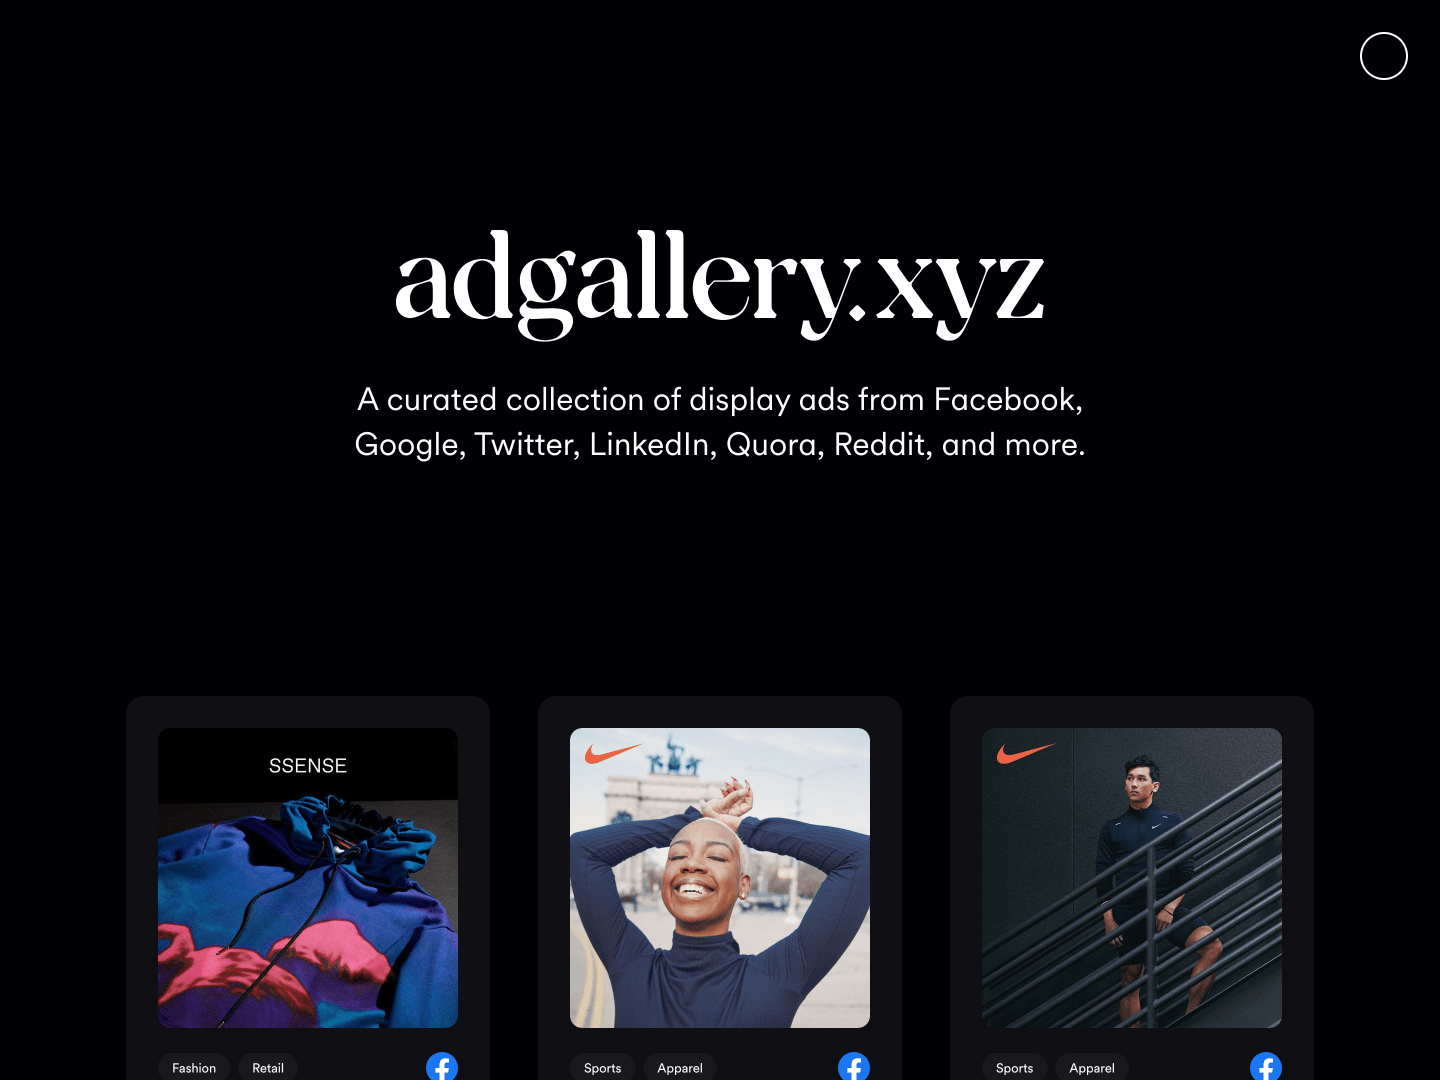 adgallery.xyz
A curated collection of display ads from Facebook,
Google, Twitter, LinkedIn, Quora, Reddit, and more.
SSENSE
Fashion Retail
Sports Apparel
Sports Apparel